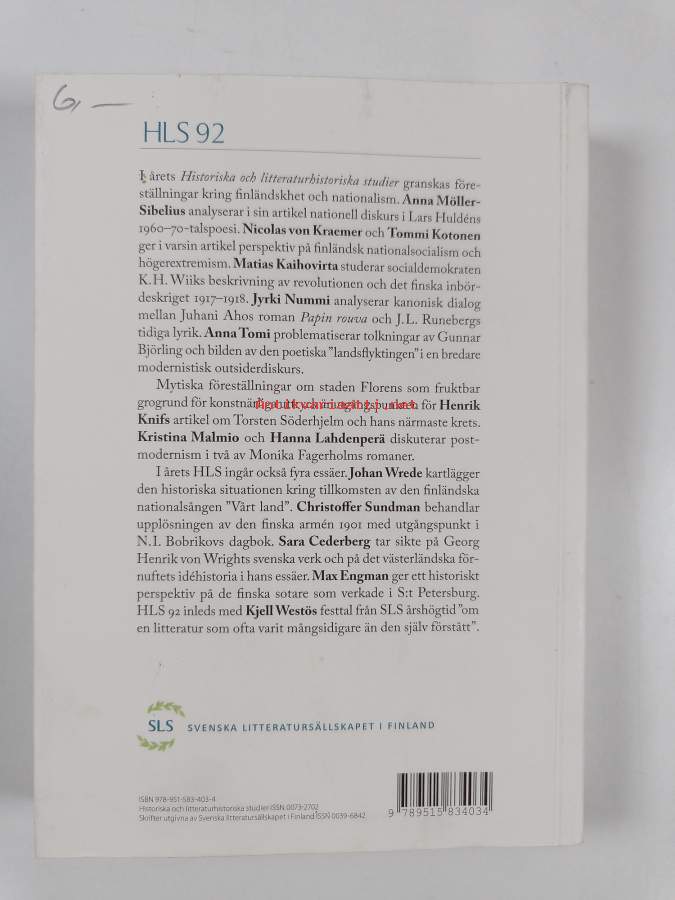 6,—
HLS 92
I årets Historiska och litteraturhistoriska studier granskas före-
ställningar kring finländskhet och nationalism. Anna Möller-
Sibelius analyserar i sin artikel nationell diskurs i Lars Huldéns
1960–70-talspoesi. Nicolas von Kraemer och Tommi Kotonen
ger i varsin artikel perspektiv på finländsk nationalsocialism och
högerextremism. Matias Kaihovirta studerar socialdemokraten
K.H. Wiiks beskrivning av revolutionen och det finska inbör-
deskriget 1917–1918. Jyrki Nummi analyserar kanonisk dialog
mellan Juhani Ahos roman Papin rouva och J.L. Runebergs
tidiga lyrik. Anna Tomi problematiserar tolkningar av Gunnar
Björling och bilden av den poetiska ”landsflyktingen” i en bredare
modernistisk outsiderdiskurs.
Mytiska föreställningar om staden Florens som fruktbar
grogrund för konstnärligt utgångspunkten för Henrik
Knifs artikel om Torsten Söderhjelm och hans närmaste krets.
Kristina Malmio och Hanna Lahdenperä diskuterar post-
modernism i två av Monika Fagerholms romaner.
I årets HLS ingår också fyra essäer. Johan Wrede kartlägger
den historiska situationen kring tillkomsten av den finländska
nationalsången ”Vårt land”. Christoffer Sundman behandlar
upplösningen av den finska armén 1901 med utgångspunkt i
N.I. Bobrikovs dagbok. Sara Cederberg tar sikte på Georg
Henrik von Wrights svenska verk och på det västerländska för-
nuftets idéhistoria i hans essäer. Max Engman ger ett historiskt
perspektiv på de finska sotare som verkade i S:t Petersburg.
HLS 92 inleds med Kjell Westös festtal från SLS årshögtid ”om
en litteratur som ofta varit mångsidigare än den själv förstått”.
SLS SVENSKA LITTERATURSÄLLSKAPET I FINLAND
ISBN 978-951-583-403-4
Historiska och litteraturhistoriska studier ISSN 0073-2702
Skrifter utgivna av Svenska litteratursällskapet i Finland ISSN 0039-6842
9 789515 834034